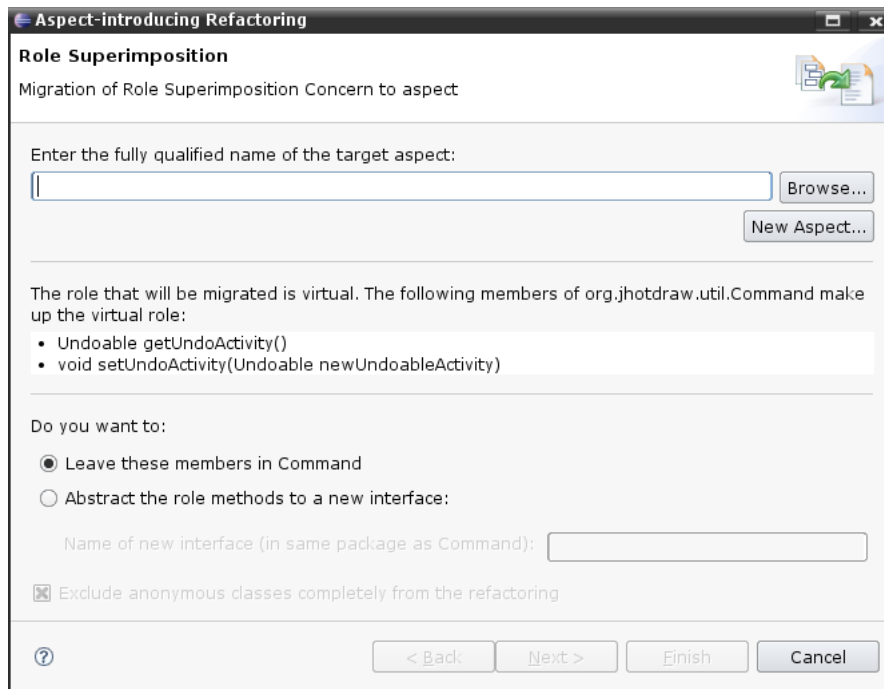 Aspect-introducing Refactoring
Role Superimposition
Migration of Role Superimposition Concern to aspect
Enter the fully qualified name of the target aspect:
Browse...
New Aspect...
The role that will be migrated is virtual. The following members of org.jhotdraw.util.Command make
up the virtual role:
• Undoable getUndoActivity()
• void setUndoActivity(Undoable newUndoableActivity)
Do you want to:
Leave these members in Command
Abstract the role methods to a new interface:
Name of new interface (in same package as Command):
Exclude anonymous classes completely from the refactoring
? < Back Next > Finish Cancel